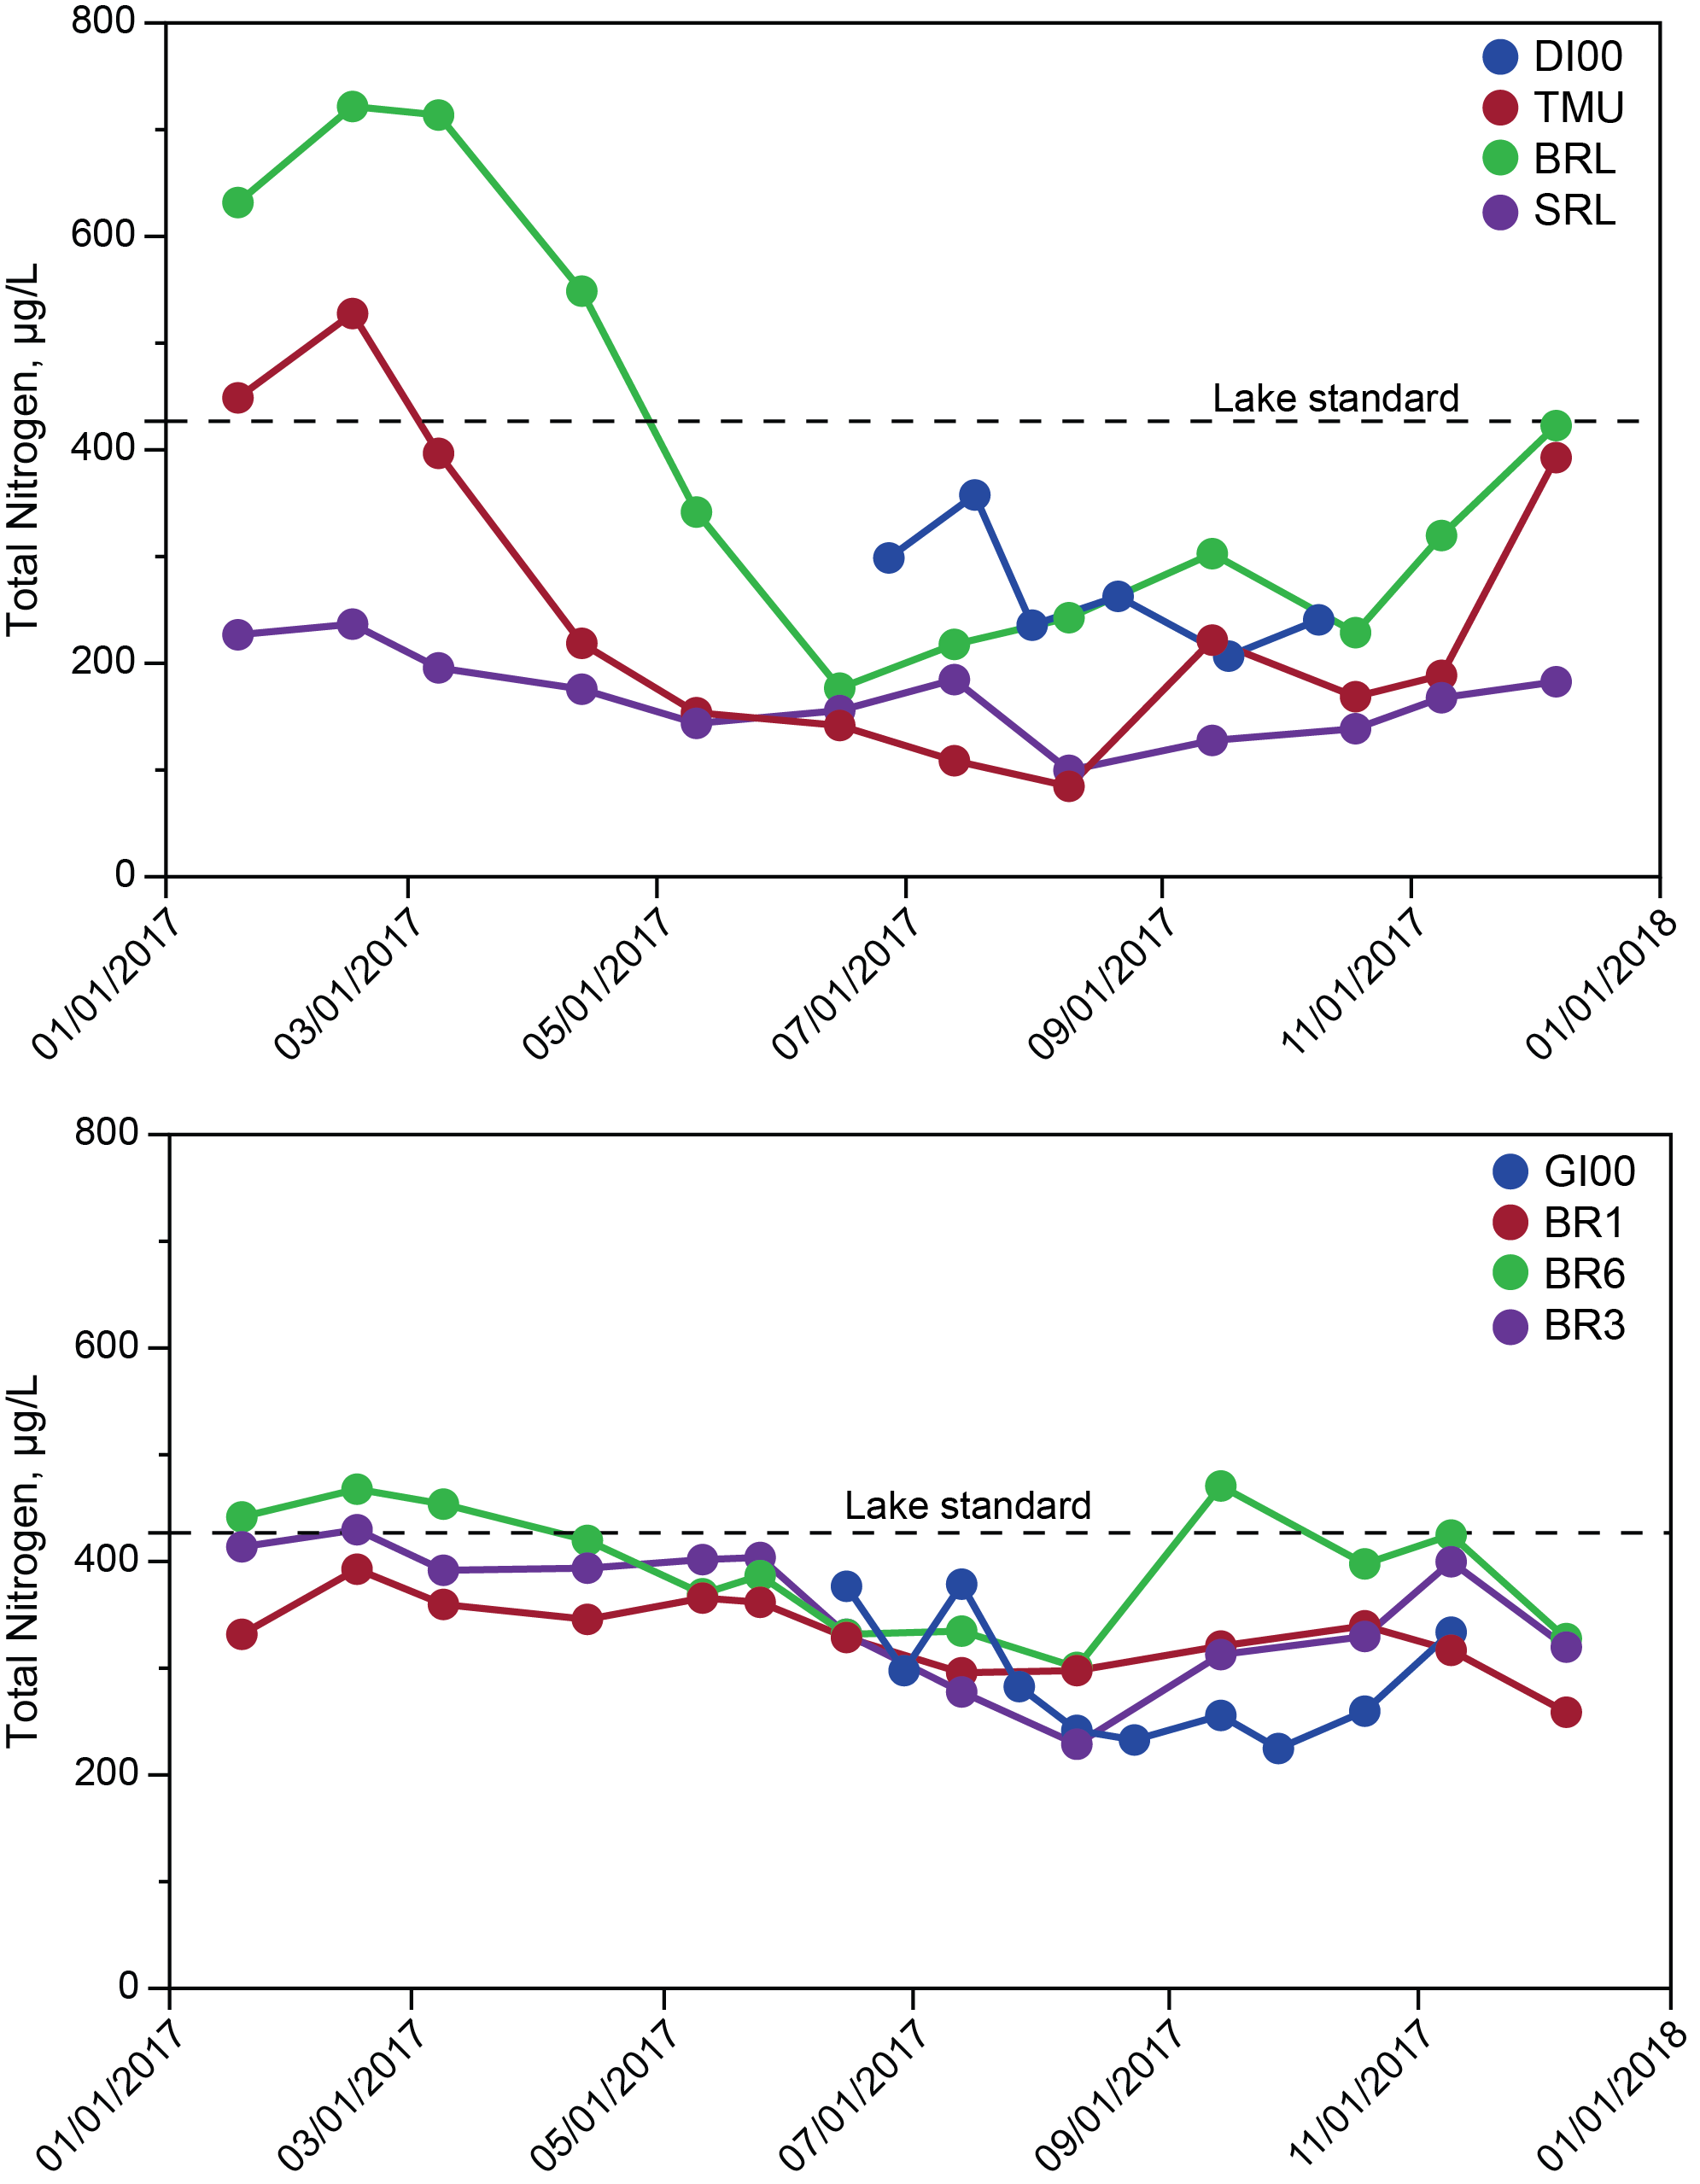 Total Nitrogen, µg/L
800
600
400
200
0
DI00
TMU
BRL
SRL
Lake standard
01/01/2017
03/01/2017
05/01/2017
07/01/2017
09/01/2017
11/01/2017
01/01/2018
Total Nitrogen, µg/L
800
600
400
200
0
GI00
BR1
BR6
BR3
Lake standard
01/01/2017
03/01/2017
05/01/2017
07/01/2017
09/01/2017
11/01/2017
01/01/2018